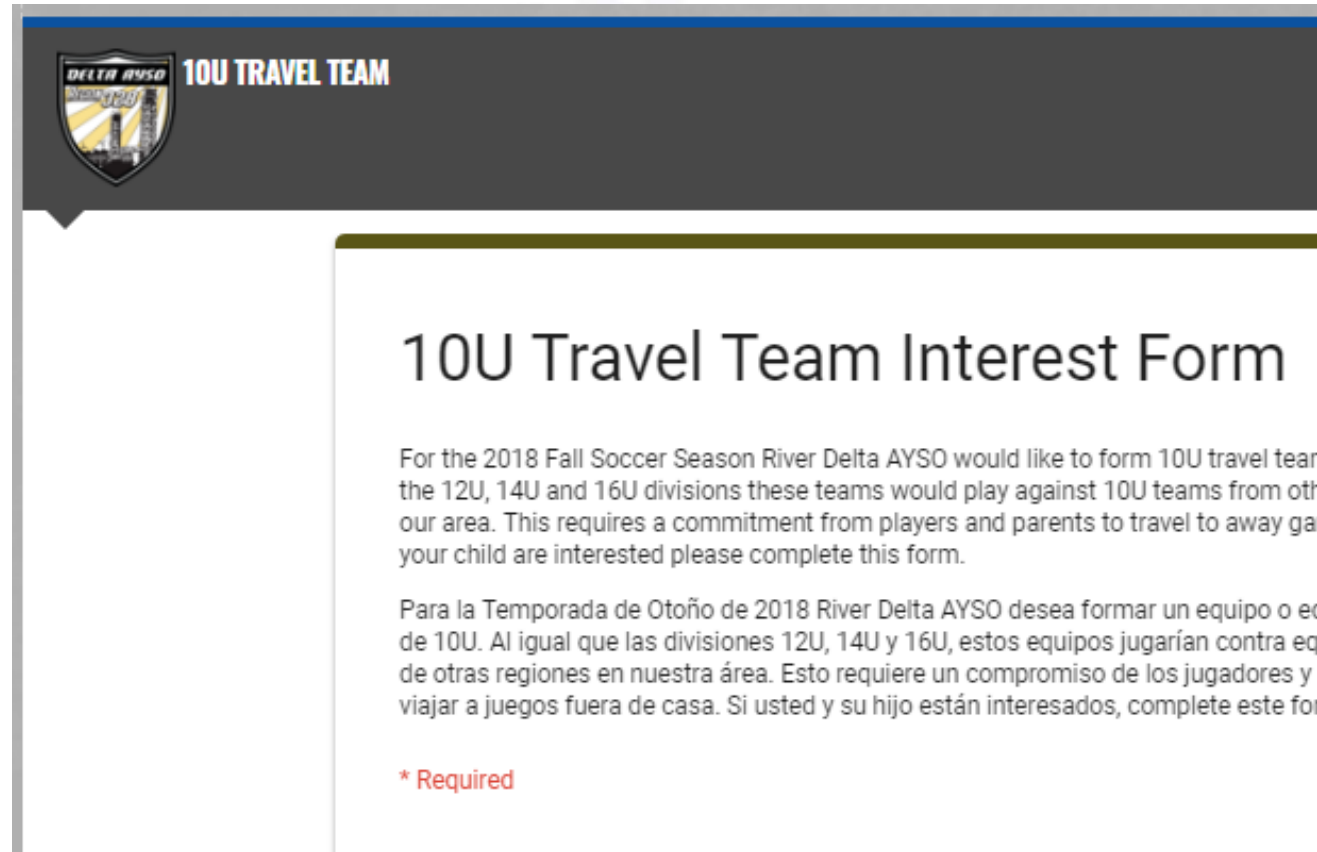 DELTA AYSO
10U TRAVEL TEAM
10U Travel Team Interest Form
For the 2018 Fall Soccer Season River Delta AYSO would like to form 10U travel
the 12U, 14U and 16U divisions these teams would play against 10U teams from
our area. This requires a commitment from players and parents to travel to away
your child are interested please complete this form.
Para la Temporada de Otoño de 2018 River Delta AYSO desea formar un equipo o
de 10U. Al igual que las divisiones 12U, 14U y 16U, estos equipos jugarían contra
de otras regiones en nuestra área. Esto requiere un compromiso de los jugadores y
viajar a juegos fuera de casa. Si usted y su hijo están interesados, complete este
* Required